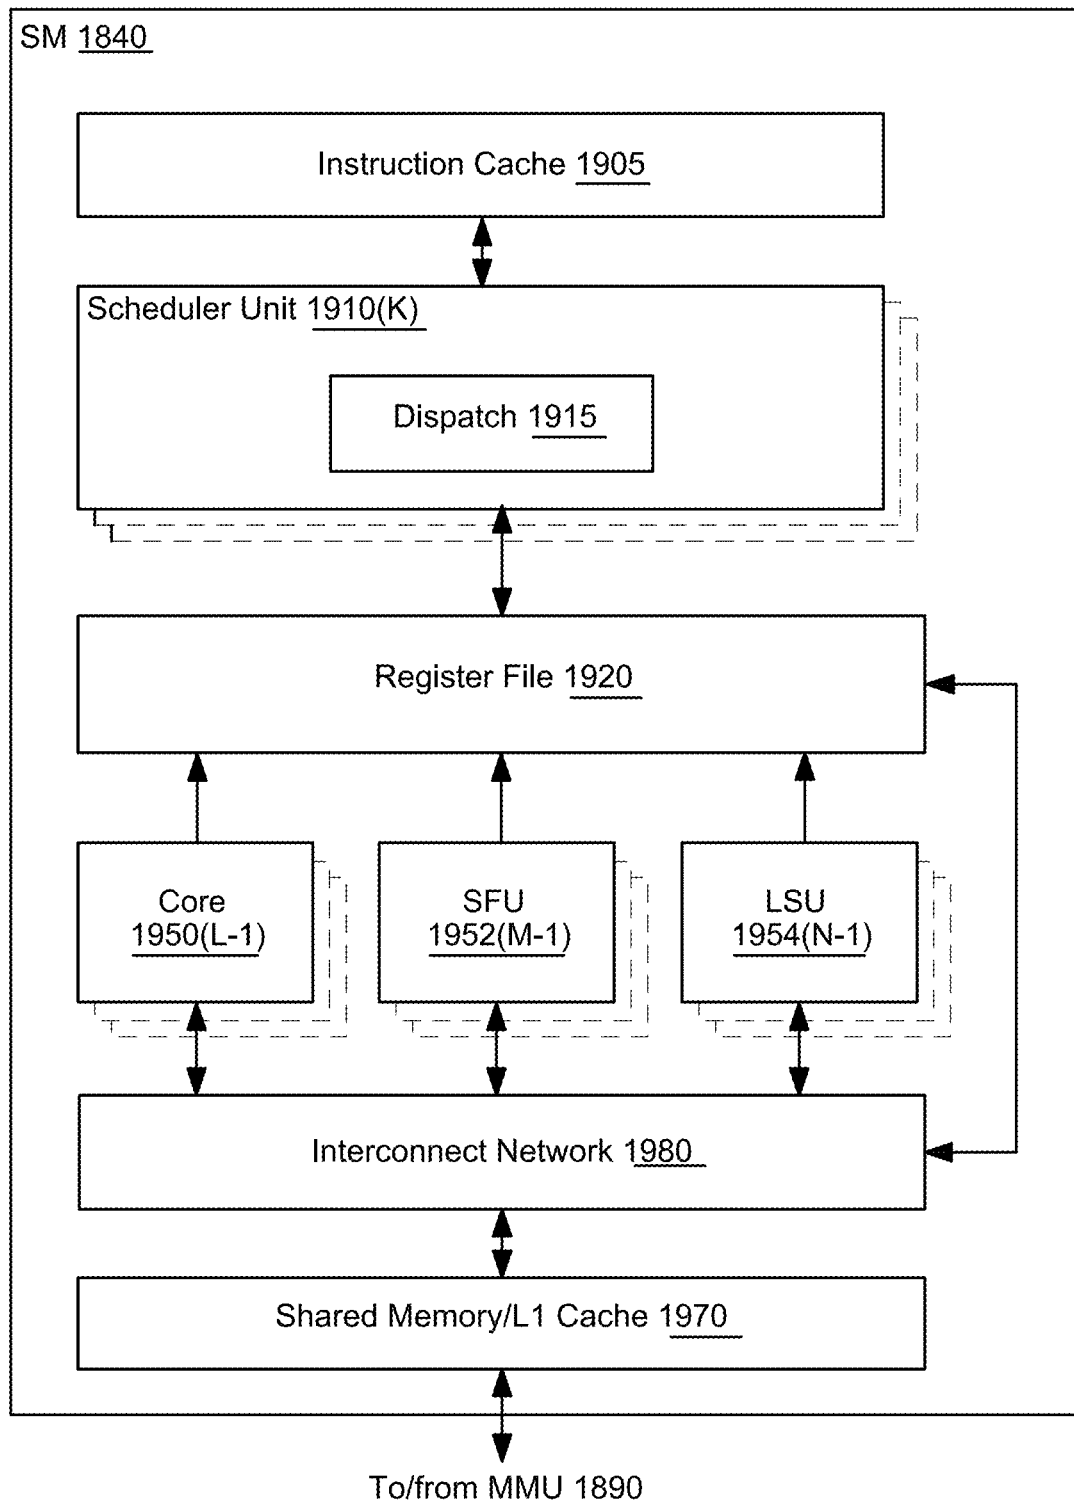 SM 1840
Instruction Cache 1905
Scheduler Unit 1910(K)
Dispatch 1915
Register File 1920
Core
1950(L-1)
SFU
1952(M-1)
LSU
1954(N-1)
Interconnect Network 1980
Shared Memory/L1 Cache 1970
To/from MMU 1890